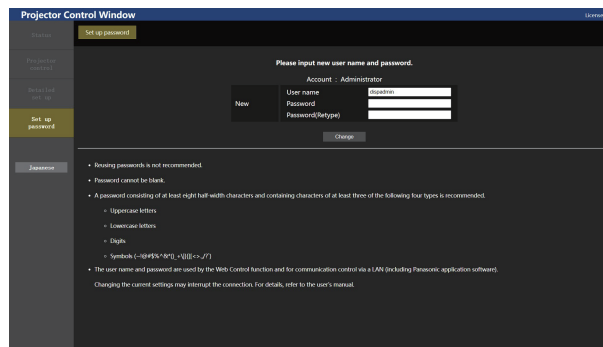 Projector Control Window
License
Status
Set up password
Projector
control
Please input new user name and password.
Account : Administrator
Detailed
set up
User name
dispadmin
New
Password
Password(Retype)
Set up
password
Change
Japanese
• Reusing passwords is not recommended.
• Password cannot be blank.
• A password consisting of at least eight half-width characters and containing characters of at least three of the following four types is recommended.
Uppercase letters
Lowercase letters
Digits
Symbols
• The user name and password are used by the Web Control function and for communication control via a LAN (including Panasonic application software).
Changing the current settings may interrupt the connection. For details, refer to the user's manual.